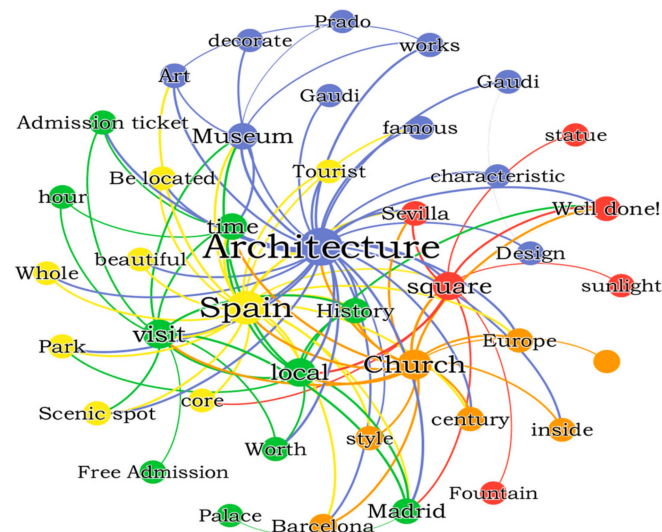 Prado
decorate
works
Art
Gaudi
Gaudi
Admission ticket
Museum
famous
statue
Be located
Tourist
characteristic
hour
time
Sevilla
Well done!
Architecture
beautiful
Design
Whole
square
sunlight
Spain
History
visit
Europe
Park
local
Church
core
Scenic spot
century
style
inside
Worth
Free Admission
Fountain
Palace
Madrid
Barcelona